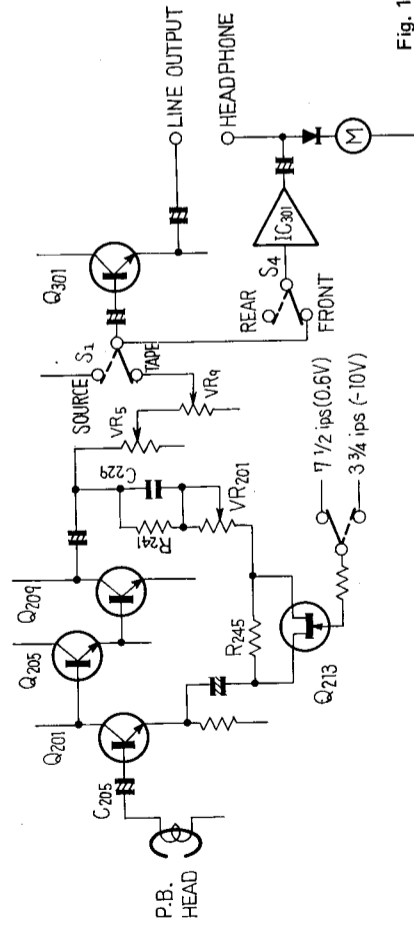 P.B.
HEAD
C205
Q201
Q205
Q209
R241
C229
VR201
R245
Q213
7 1/2 ips (0.6V)
3 3/4 ips (-10V)
VR5
VR9
SOURCE
S1
TAPE
Q301
LINE OUTPUT
REAR
S4
FRONT
IC301
HEADPHONE
M
Fig. 1